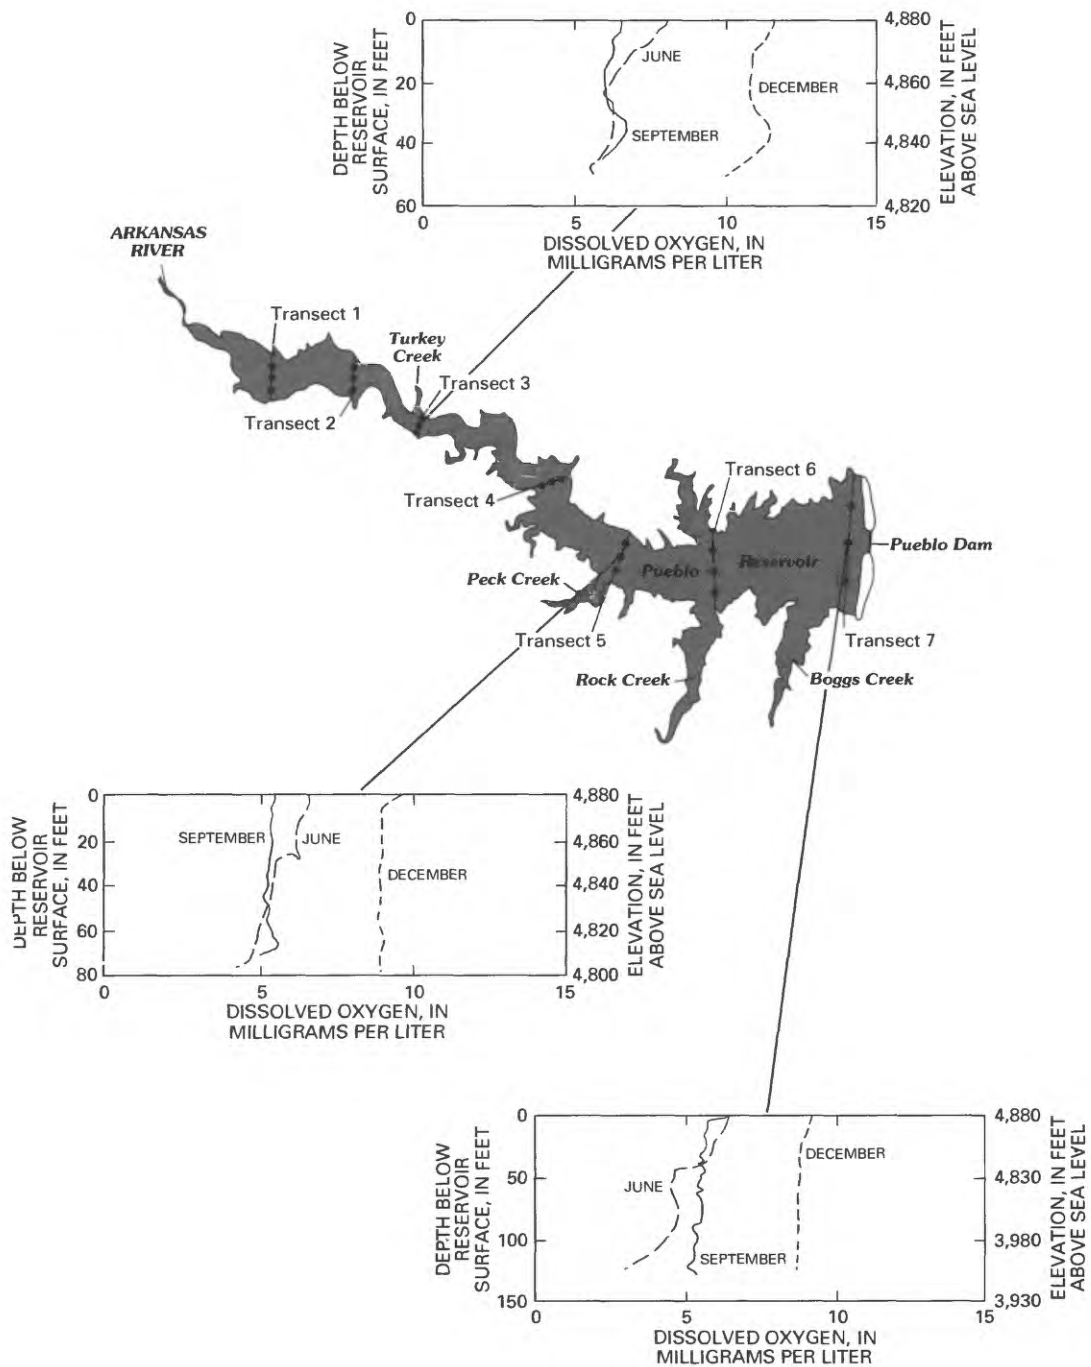 DEPTH BELOW
RESERVOIR
SURFACE, IN FEET
0
20
40
60
JUNE
DECEMBER
SEPTEMBER
4,880
4,860
4,840
4,820
ELEVATION, IN FEET
ABOVE SEA LEVEL
0 5 10 15
DISSOLVED OXYGEN, IN
MILLIGRAMS PER LITER
ARKANSAS
RIVER
Transect 1
Turkey
Creek
Transect 3
Transect 2
Transect 4
Transect 6
Pueblo Dam
Pueblo Reservoir
Peck Creek
Transect 5
Transect 7
Rock Creek
Boggs Creek
DEPTH BELOW
RESERVOIR
SURFACE, IN FEET
0
20
40
60
80
SEPTEMBER
JUNE
DECEMBER
4,880
4,860
4,840
4,820
4,800
ELEVATION, IN FEET
ABOVE SEA LEVEL
0 5 10 15
DISSOLVED OXYGEN, IN
MILLIGRAMS PER LITER
DEPTH BELOW
RESERVOIR
SURFACE, IN FEET
0
50
100
150
DECEMBER
JUNE
SEPTEMBER
4,880
4,830
3,980
3,930
ELEVATION, IN FEET
ABOVE SEA LEVEL
0 5 10 15
DISSOLVED OXYGEN, IN
MILLIGRAMS PER LITER